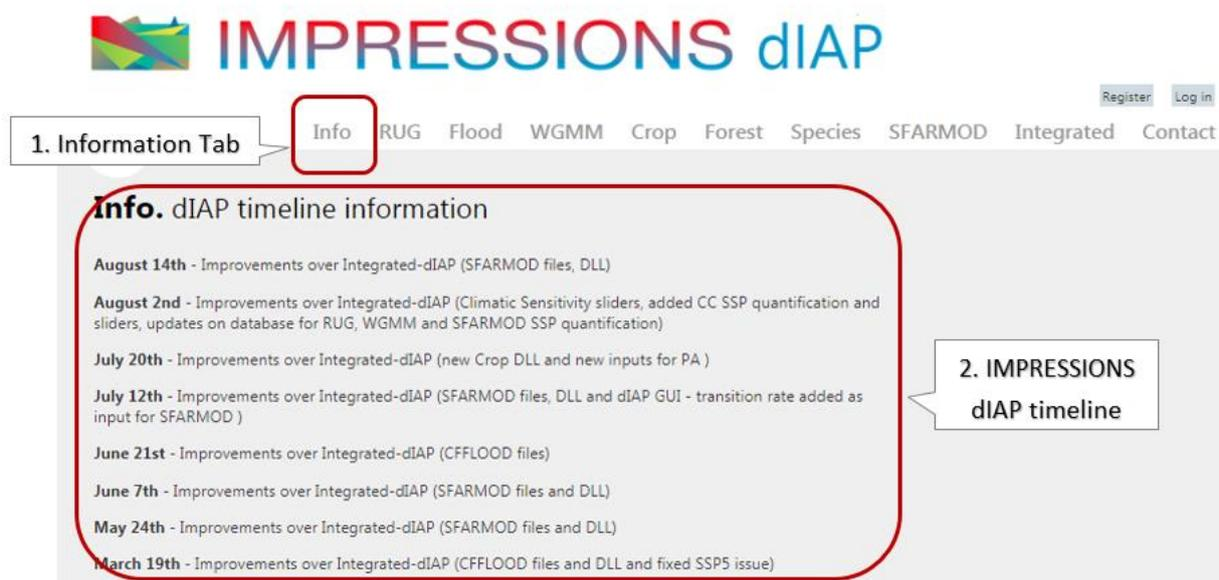 IMPRESSIONS dIAP
Register Log in
1. Information Tab
Info RUG Flood WGMM Crop Forest Species SFARMOD Integrated Contact
Info. dIAP timeline information
August 14th - Improvements over Integrated-dIAP (SFARMOD files, DLL)
August 2nd - Improvements over Integrated-dIAP (Climatic Sensitivity sliders, added CC SSP quantification and
sliders, updates on database for RUG, WGMM and SFARMOD SSP quantification)
July 20th - Improvements over Integrated-dIAP (new Crop DLL and new inputs for PA )
July 12th - Improvements over Integrated-dIAP (SFARMOD files, DLL and dIAP GUI - transition rate added as
input for SFARMOD )
June 21st - Improvements over Integrated-dIAP (CFFLOOD files)
June 7th - Improvements over Integrated-dIAP (SFARMOD files and DLL)
May 24th - Improvements over Integrated-dIAP (SFARMOD files and DLL)
March 19th - Improvements over Integrated-dIAP (CFFLOOD files and DLL and fixed SSP5 issue)
2. IMPRESSIONS
dIAP timeline